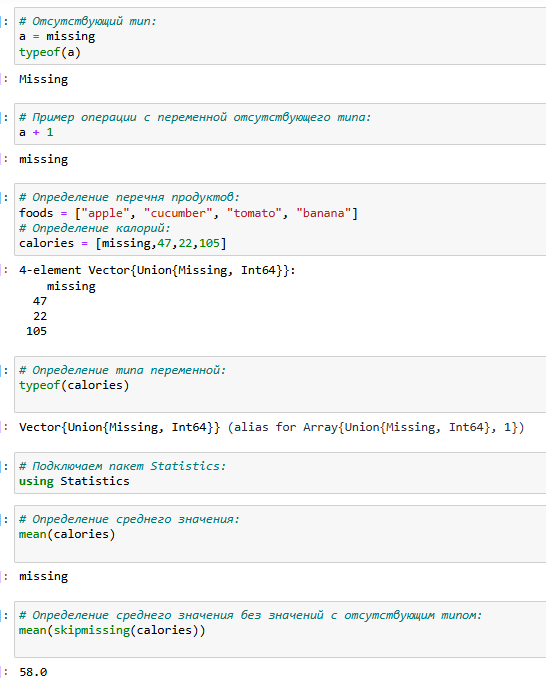 : # Отсутствующий тип:
a = missing
typeof(a)
: Missing
: # Пример операции с переменной отсутствующего типа:
a + 1
: missing
: # Определение перечня продуктов:
foods = ["apple", "cucumber", "tomato", "banana"]
# Определение калорий:
calories = [missing,47,22,105]
: 4-element Vector{Union{Missing, Int64}}:
missing
47
22
105
: # Определение типа переменной:
typeof(calories)
: Vector{Union{Missing, Int64}} (alias for Array{Union{Missing, Int64}, 1})
: # Подключаем пакет Statistics:
using Statistics
: # Определение среднего значения:
mean(calories)
: missing
: # Определение среднего значения без значений с отсутствующим типом:
mean(skipmissing(calories))
: 58.0